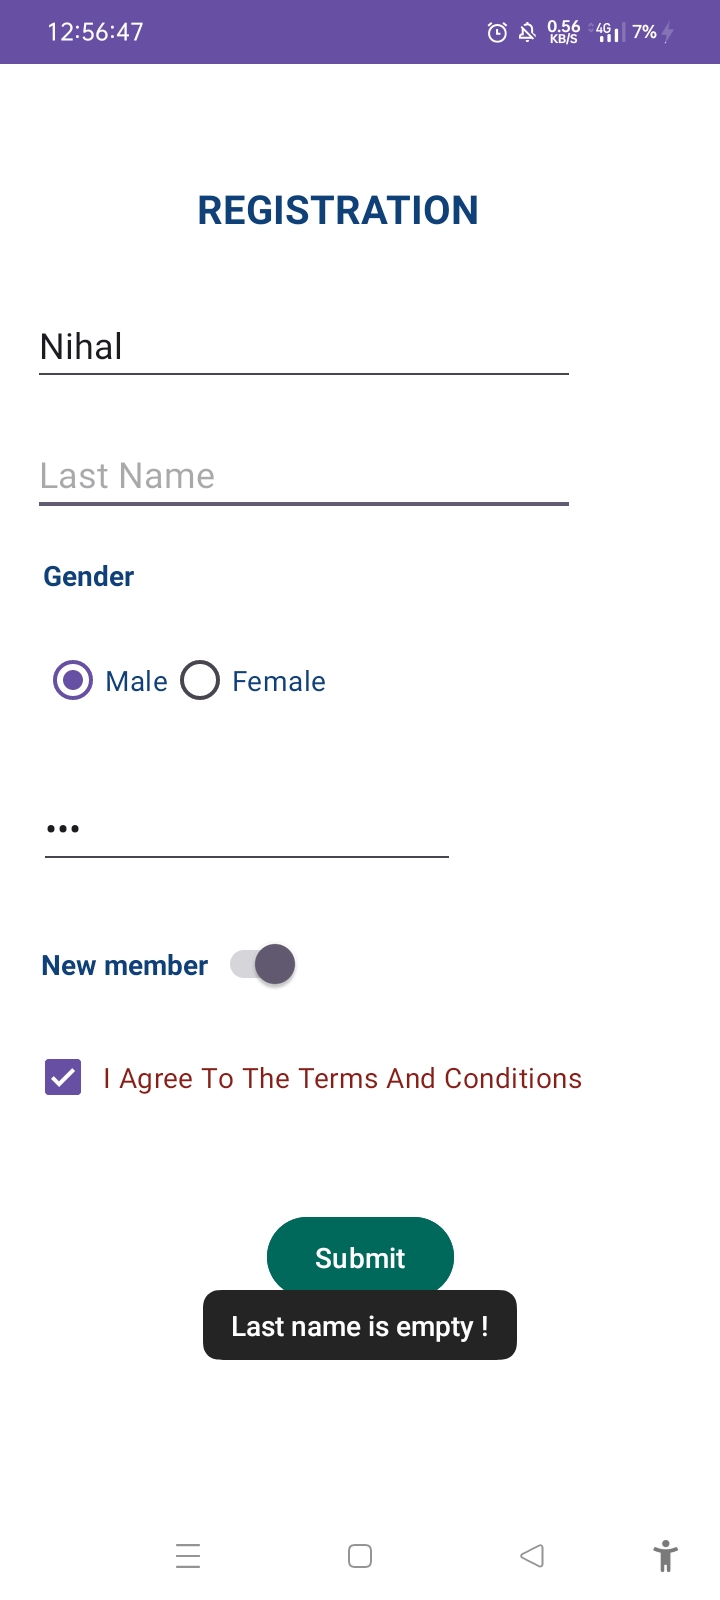 12:56:47 0.56 KB/S 4G 7%
REGISTRATION
Nihal
Last Name
Gender
Male Female
•••
New member
I Agree To The Terms And Conditions
Submit
Last name is empty !